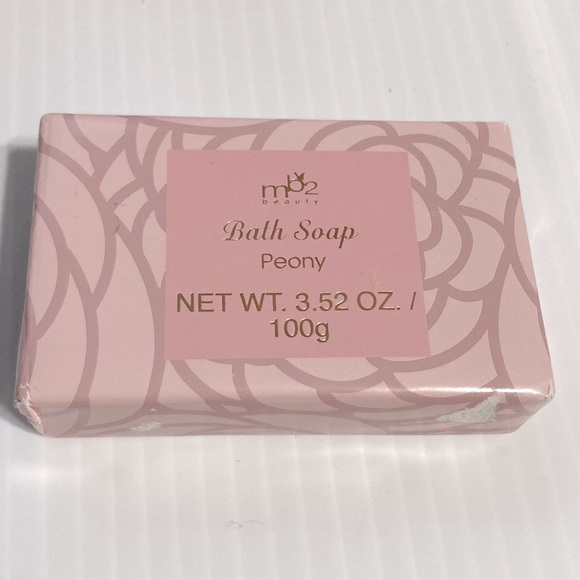 mb2
beauty
Bath Soap
Peony
NET WT. 3.52 OZ. /
100g